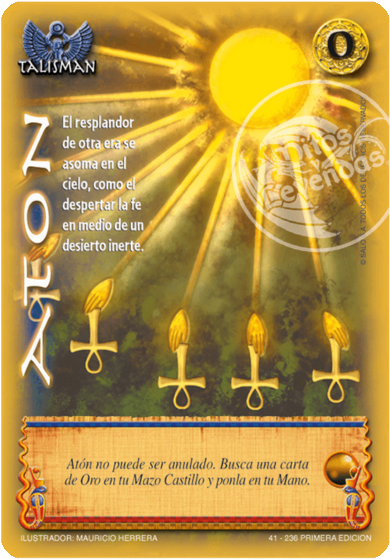 TALISMAN
0
ATON
El resplandor
de otra era se
asoma en el
cielo, como el
despertar la fe
en medio de un
desierto inerte.
Mitos y
Leyendas
Atón no puede ser anulado. Busca una carta
de Oro en tu Mazo Castillo y ponla en tu Mano.
ILUSTRADOR: MAURICIO HERRERA
41 - 236 PRIMERA EDICION